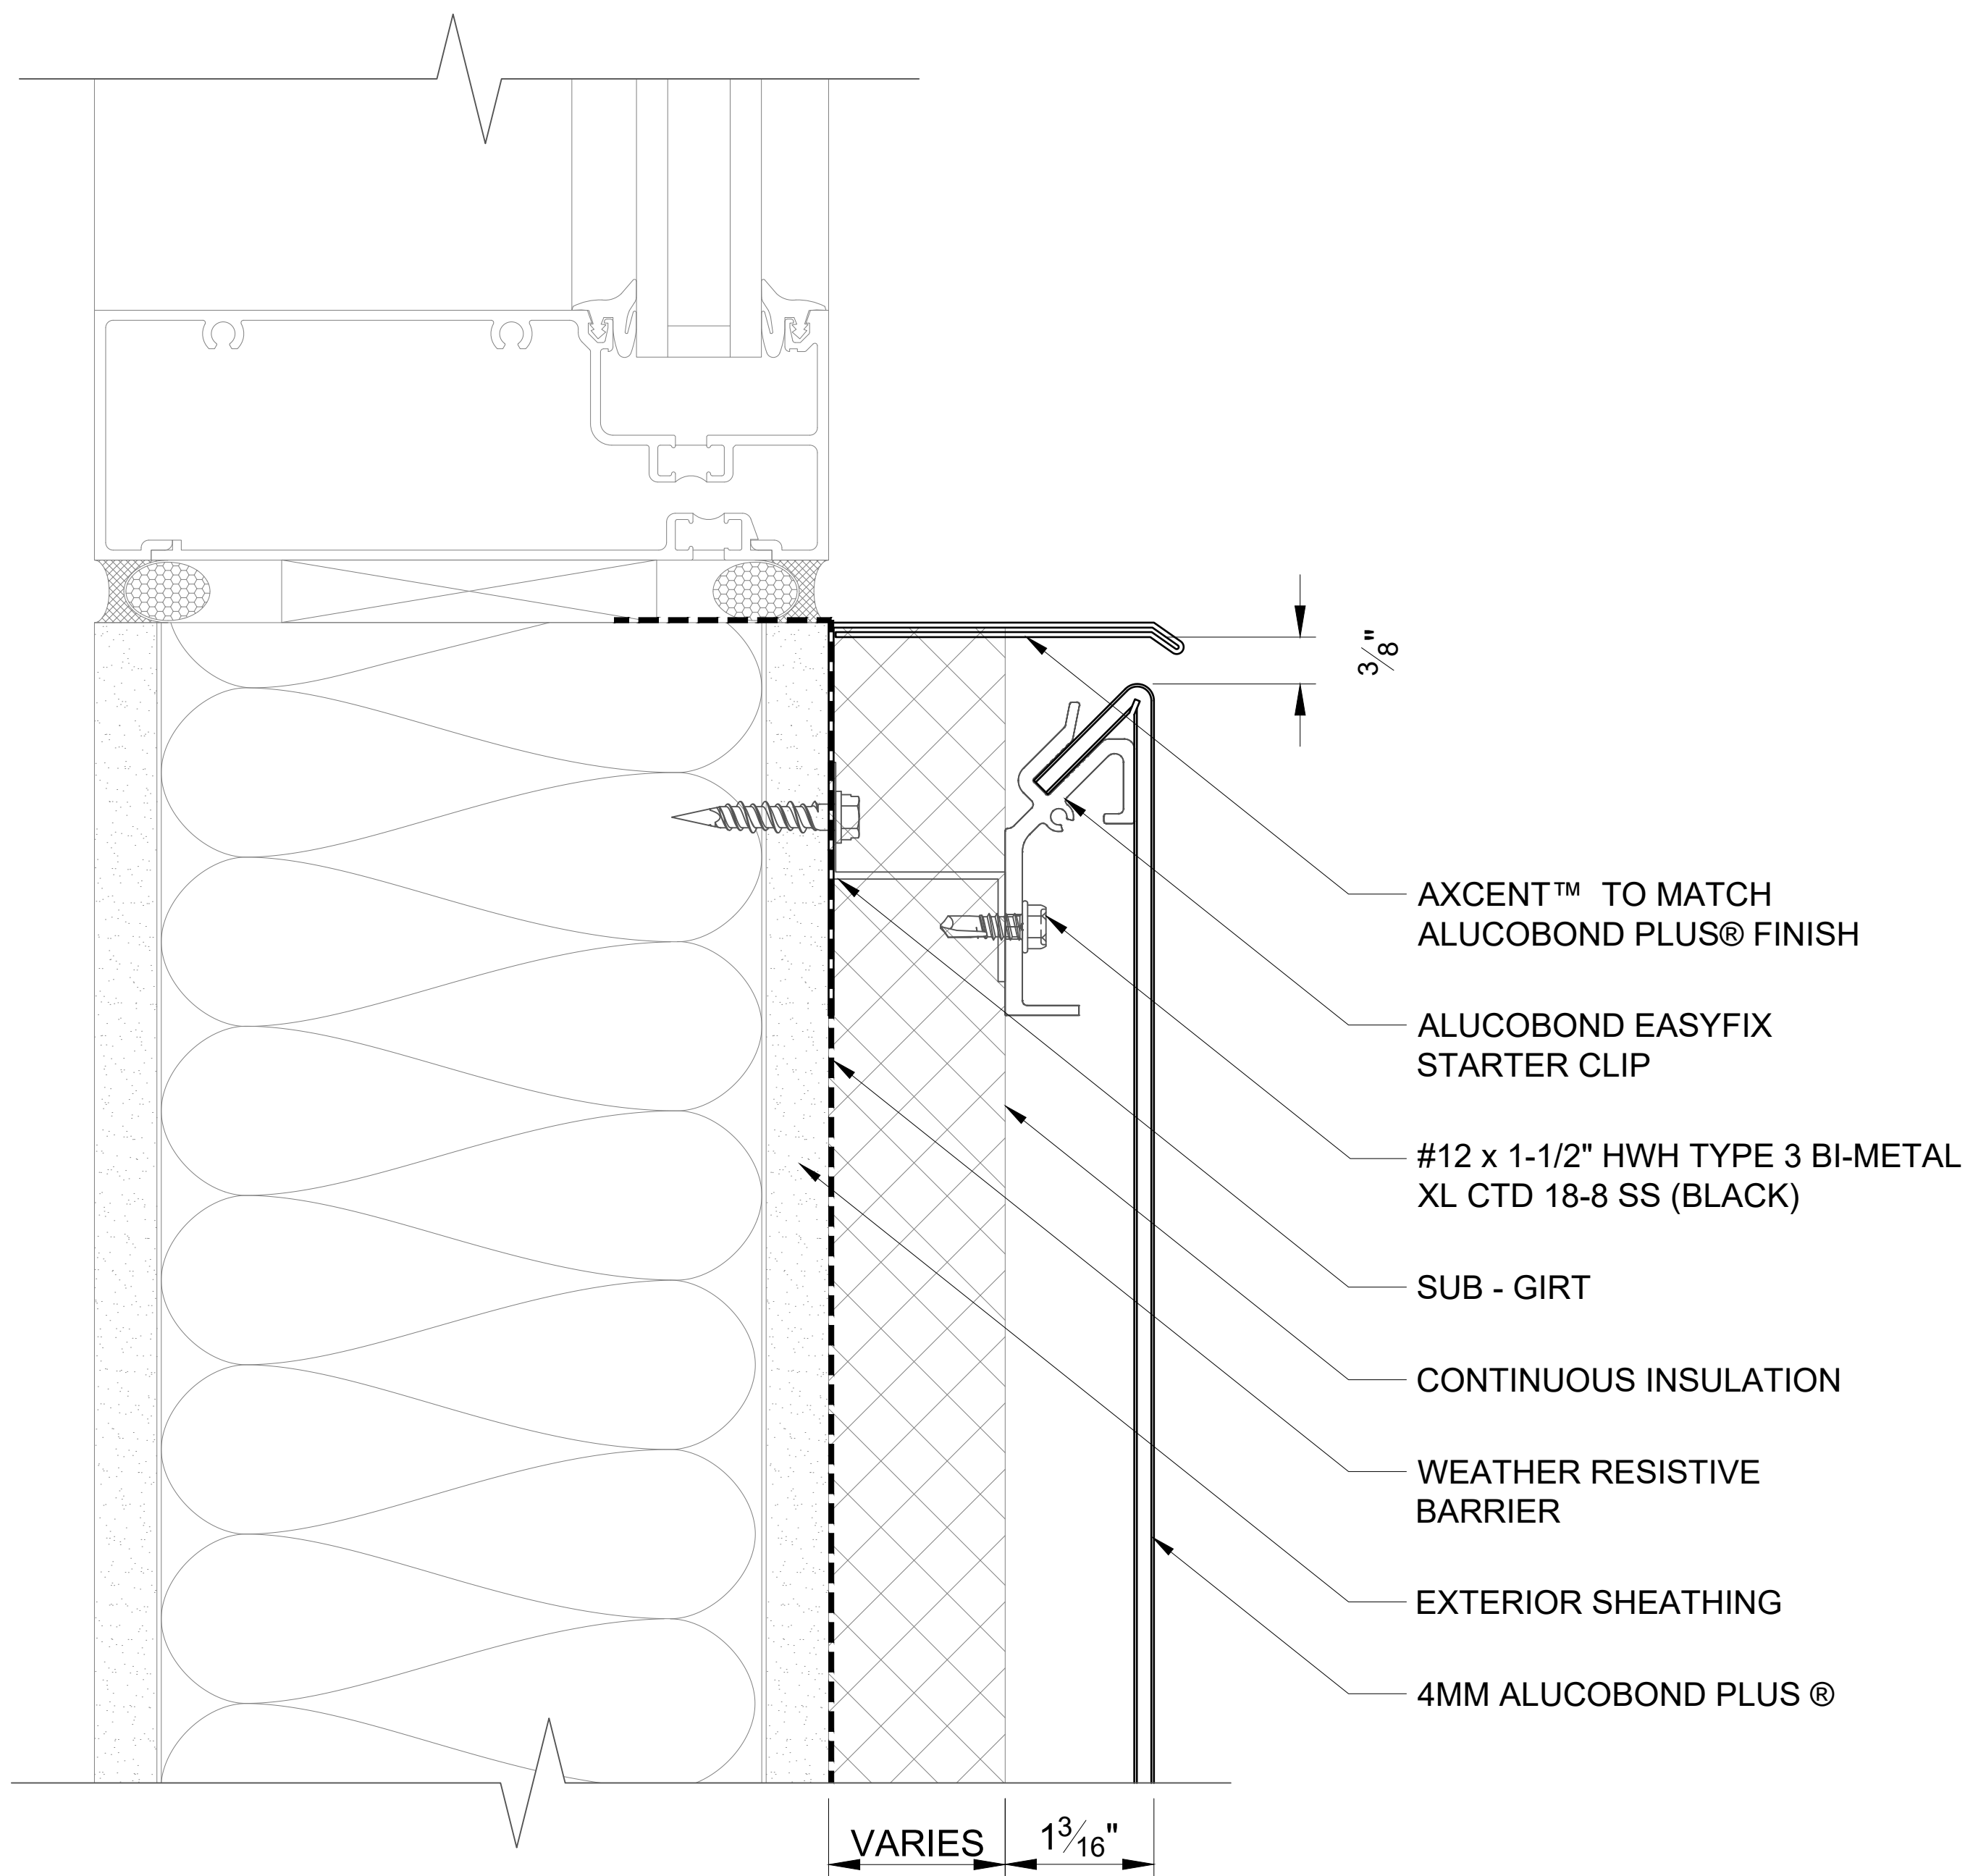 3/8"
AXCENT™ TO MATCH
ALUCOBOND PLUS® FINISH
ALUCOBOND EASYFIX
STARTER CLIP
#12 x 1-1/2" HWH TYPE 3 BI-METAL
XL CTD 18-8 SS (BLACK)
SUB - GIRT
CONTINUOUS INSULATION
WEATHER RESISTIVE
BARRIER
EXTERIOR SHEATHING
4MM ALUCOBOND PLUS ®
VARIES
1 3/16"